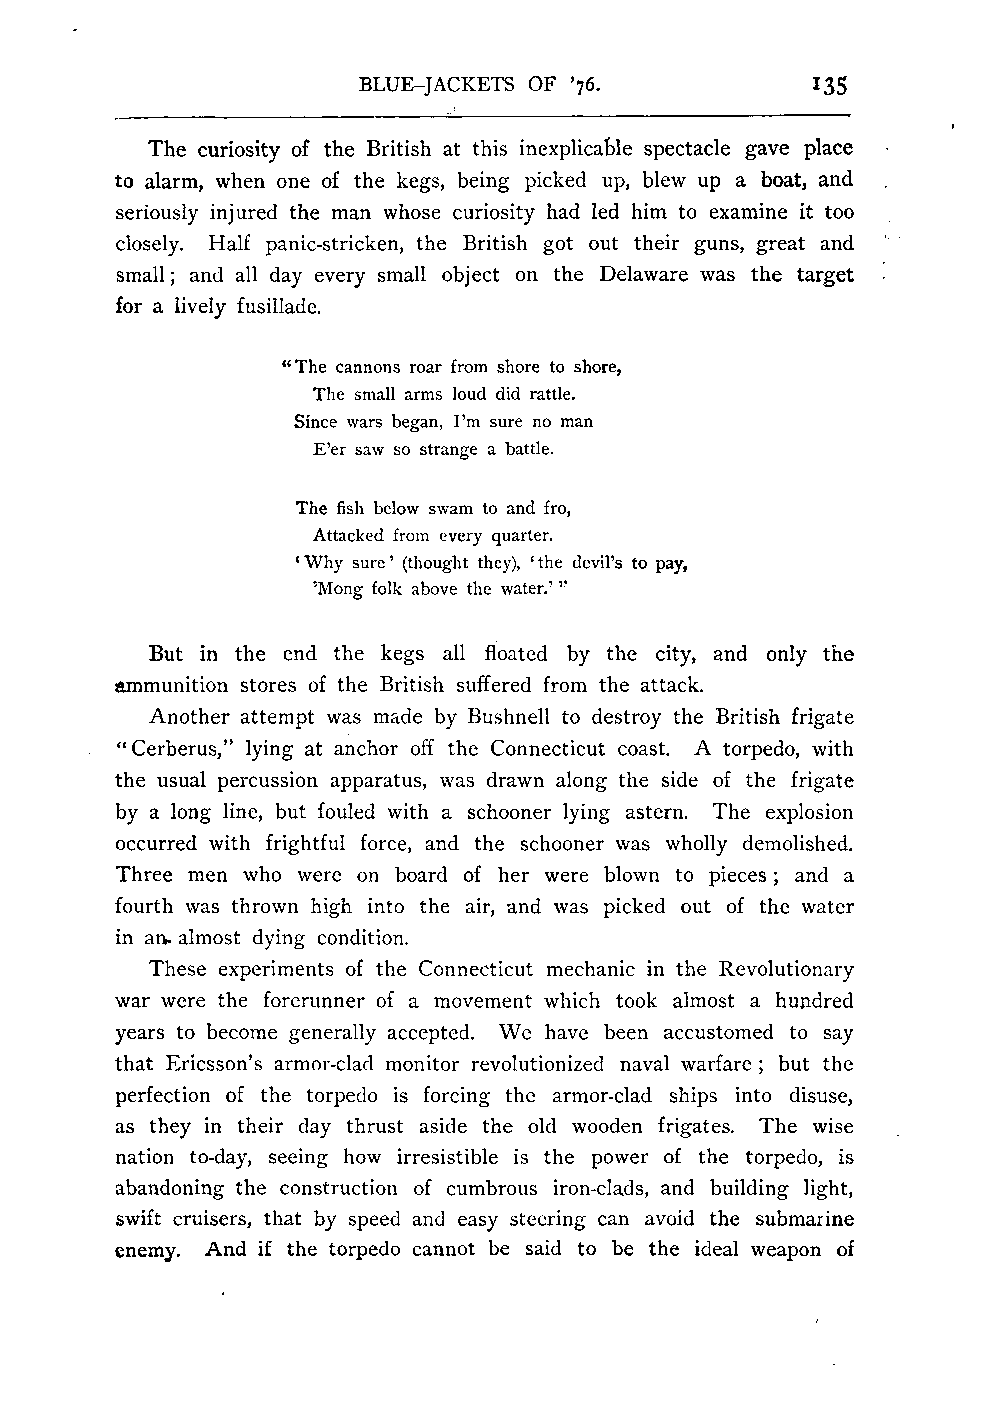 BLUE-JACKETS OF '76. 135
The curiosity of the British at this inexplicable spectacle gave place
to alarm, when one of the kegs, being picked up, blew up a boat, and
seriously injured the man whose curiosity had led him to examine it too
closely. Half panic-stricken, the British got out their guns, great and
small; and all day every small object on the Delaware was the target
for a lively fusillade.
"The cannons roar from shore to shore,
The small arms loud did rattle.
Since wars began, I'm sure no man
E'er saw so strange a battle.
The fish below swam to and fro,
Attacked from every quarter.
'Why sure' (thought they), 'the devil's to pay,
'Mong folk above the water.'"
But in the end the kegs all floated by the city, and only the
ammunition stores of the British suffered from the attack.
Another attempt was made by Bushnell to destroy the British frigate
"Cerberus," lying at anchor off the Connecticut coast. A torpedo, with
the usual percussion apparatus, was drawn along the side of the frigate
by a long line, but fouled with a schooner lying astern. The explosion
occurred with frightful force, and the schooner was wholly demolished.
Three men who were on board of her were blown to pieces; and a
fourth was thrown high into the air, and was picked out of the water
in an almost dying condition.
These experiments of the Connecticut mechanic in the Revolutionary
war were the forerunner of a movement which took almost a hundred
years to become generally accepted. We have been accustomed to say
that Ericsson's armor-clad monitor revolutionized naval warfare; but the
perfection of the torpedo is forcing the armor-clad ships into disuse,
as they in their day thrust aside the old wooden frigates. The wise
nation to-day, seeing how irresistible is the power of the torpedo, is
abandoning the construction of cumbrous iron-clads, and building light,
swift cruisers, that by speed and easy steering can avoid the submarine
enemy. And if the torpedo cannot be said to be the ideal weapon of